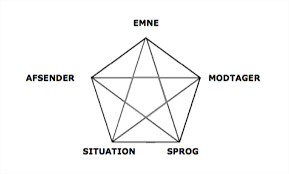 EMNE
AFSENDER MODTAGER
SITUATION SPROG